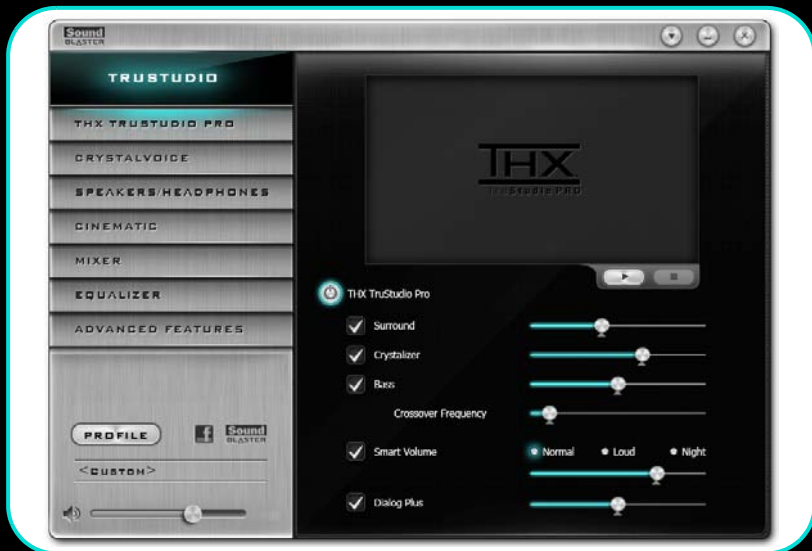 Sound
BLASTER
TRUSTUDIO
THX TRUSTUDIO PRO
CRYSTALVOICE
SPEAKERS/HEADPHONES
CINEMATIC
MIXER
EQUALIZER
ADVANCED FEATURES
PROFILE
f
Sound
BLASTER
<CUSTOM>
THX
TruStudio PRO
THX TruStudio Pro
Surround
Crystalizer
Bass
Crossover Frequency
Smart Volume
Normal Loud Night
Dialog Plus